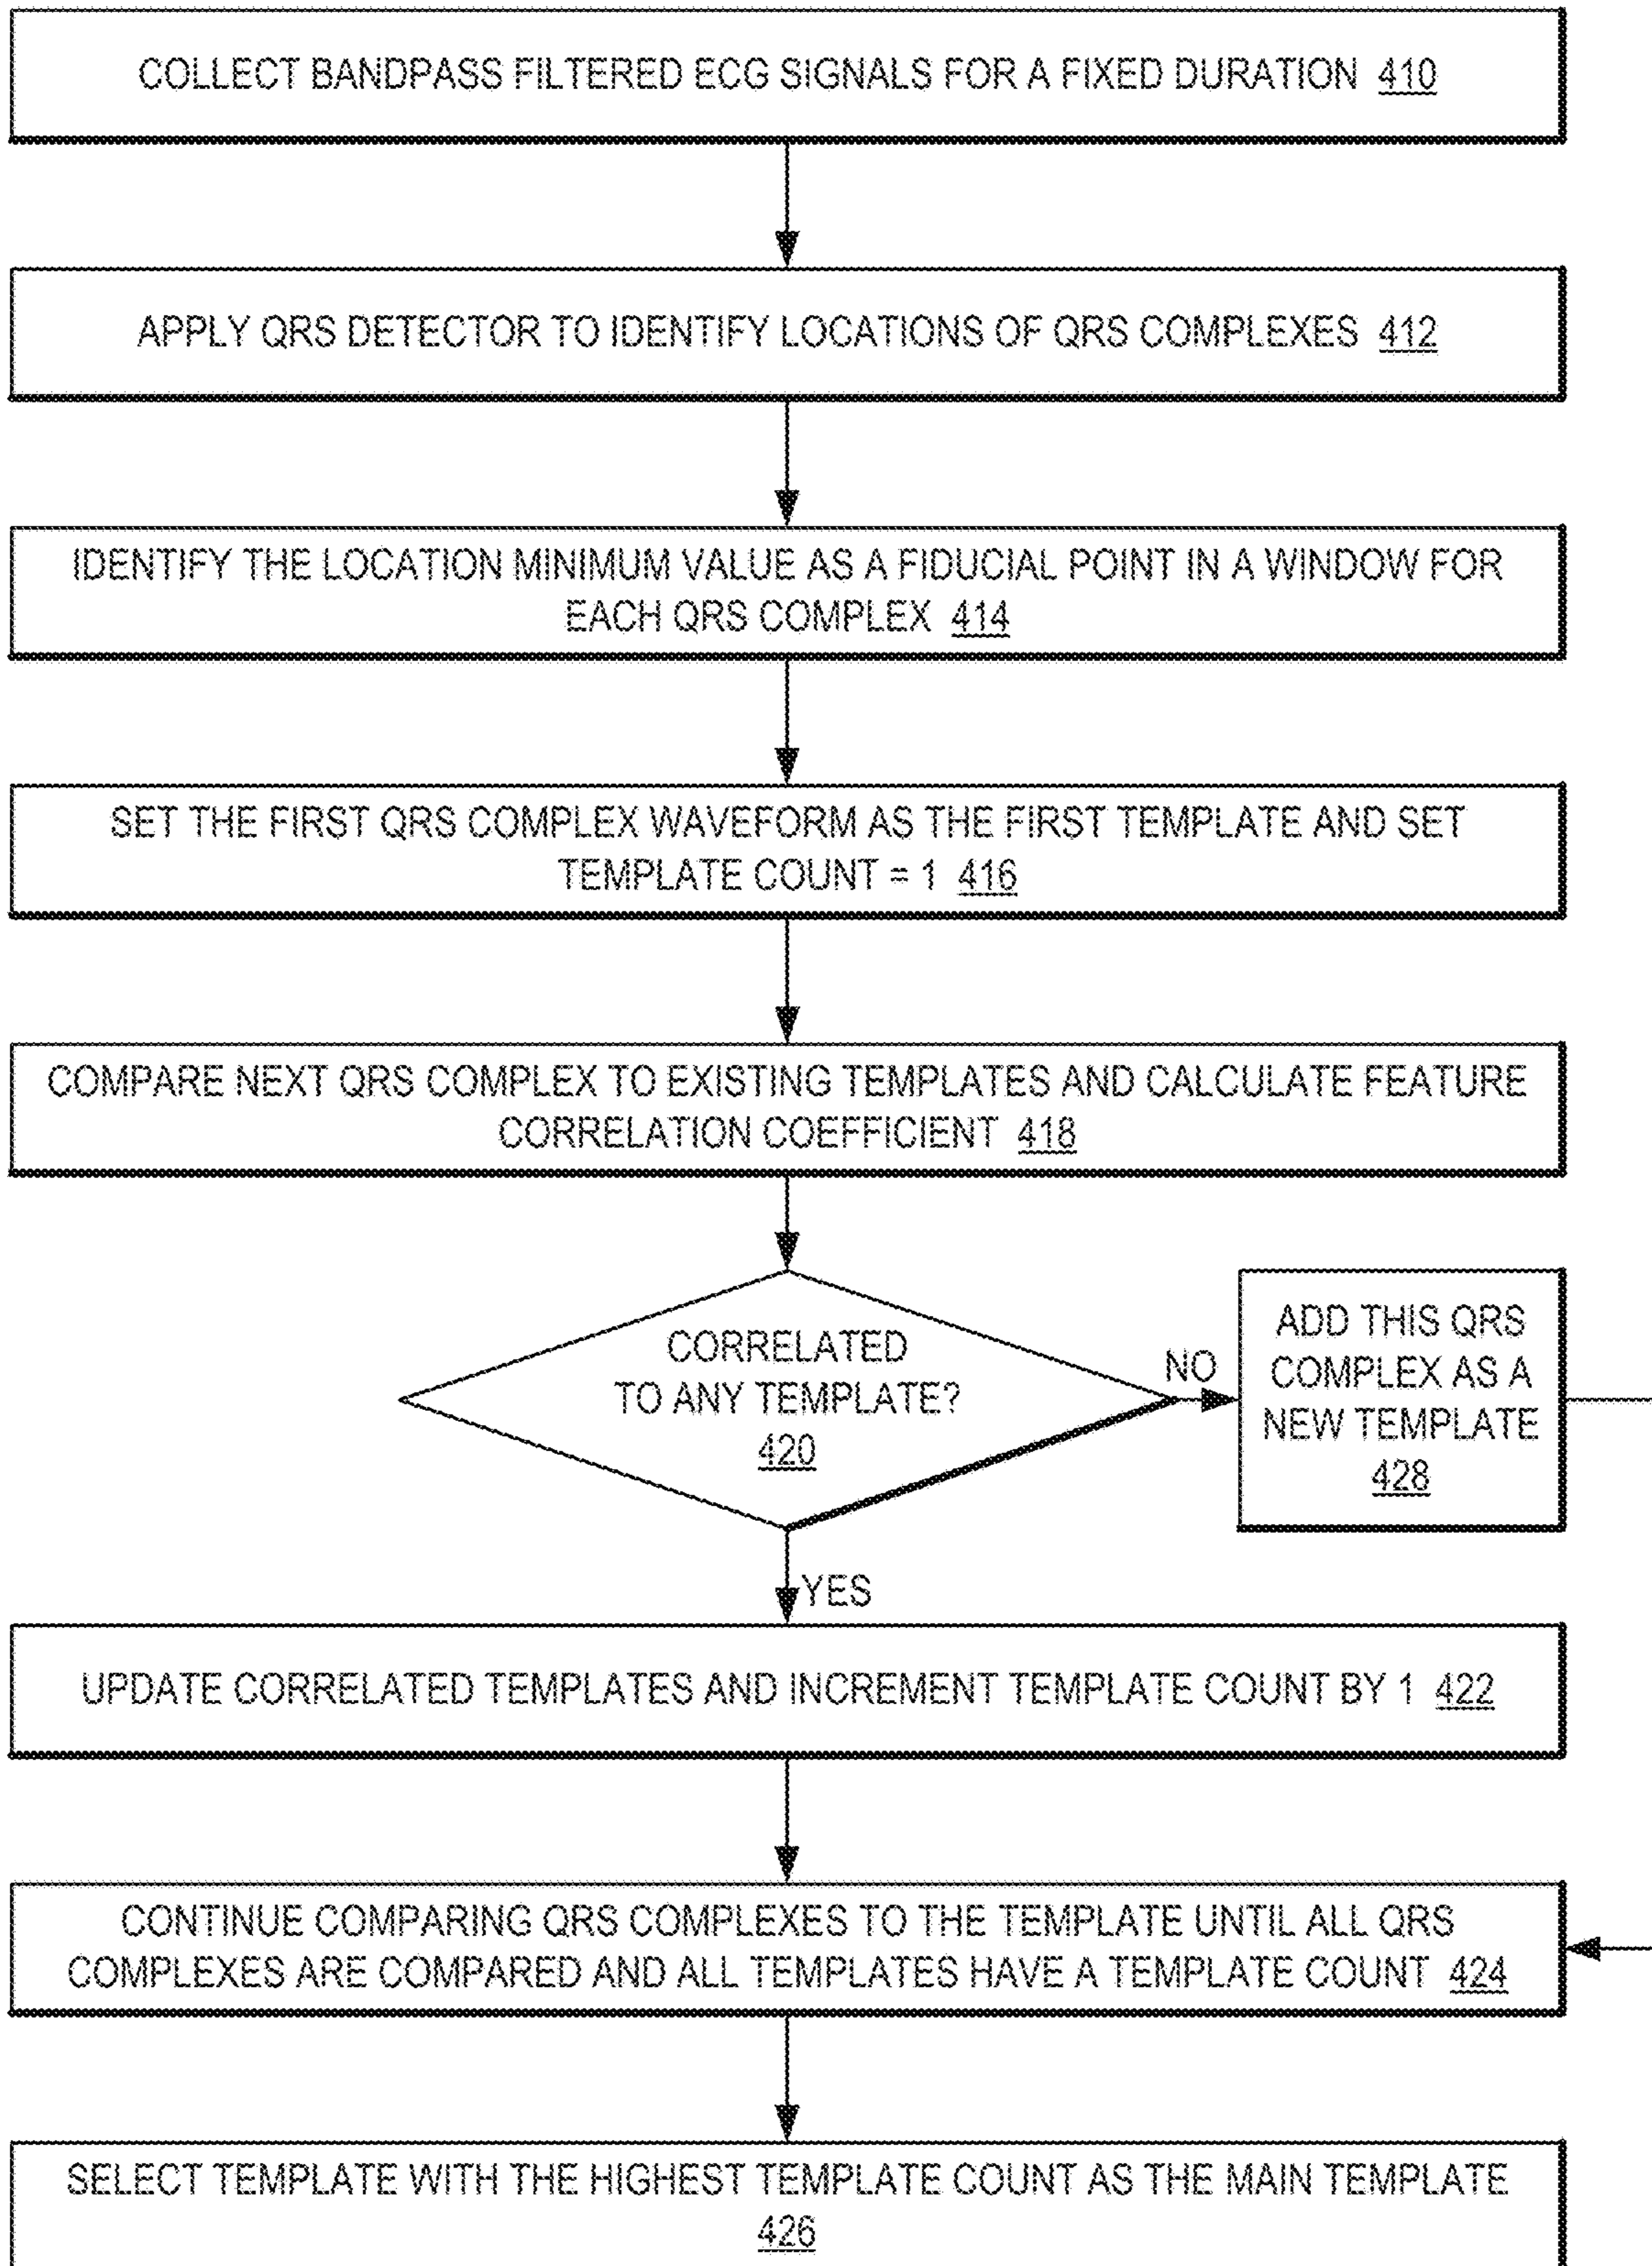 COLLECT BANDPASS FILTERED ECG SIGNALS FOR A FIXED DURATION 410
APPLY QRS DETECTOR TO IDENTIFY LOCATIONS OF QRS COMPLEXES 412
IDENTIFY THE LOCATION MINIMUM VALUE AS A FIDUCIAL POINT IN A WINDOW FOR
EACH QRS COMPLEX 414
SET THE FIRST QRS COMPLEX WAVEFORM AS THE FIRST TEMPLATE AND SET
TEMPLATE COUNT = 1 416
COMPARE NEXT QRS COMPLEX TO EXISTING TEMPLATES AND CALCULATE FEATURE
CORRELATION COEFFICIENT 418
CORRELATED
TO ANY TEMPLATE?
420
NO
ADD THIS QRS
COMPLEX AS A
NEW TEMPLATE
428
YES
UPDATE CORRELATED TEMPLATES AND INCREMENT TEMPLATE COUNT BY 1 422
CONTINUE COMPARING QRS COMPLEXES TO THE TEMPLATE UNTIL ALL QRS
COMPLEXES ARE COMPARED AND ALL TEMPLATES HAVE A TEMPLATE COUNT 424
SELECT TEMPLATE WITH THE HIGHEST TEMPLATE COUNT AS THE MAIN TEMPLATE
426